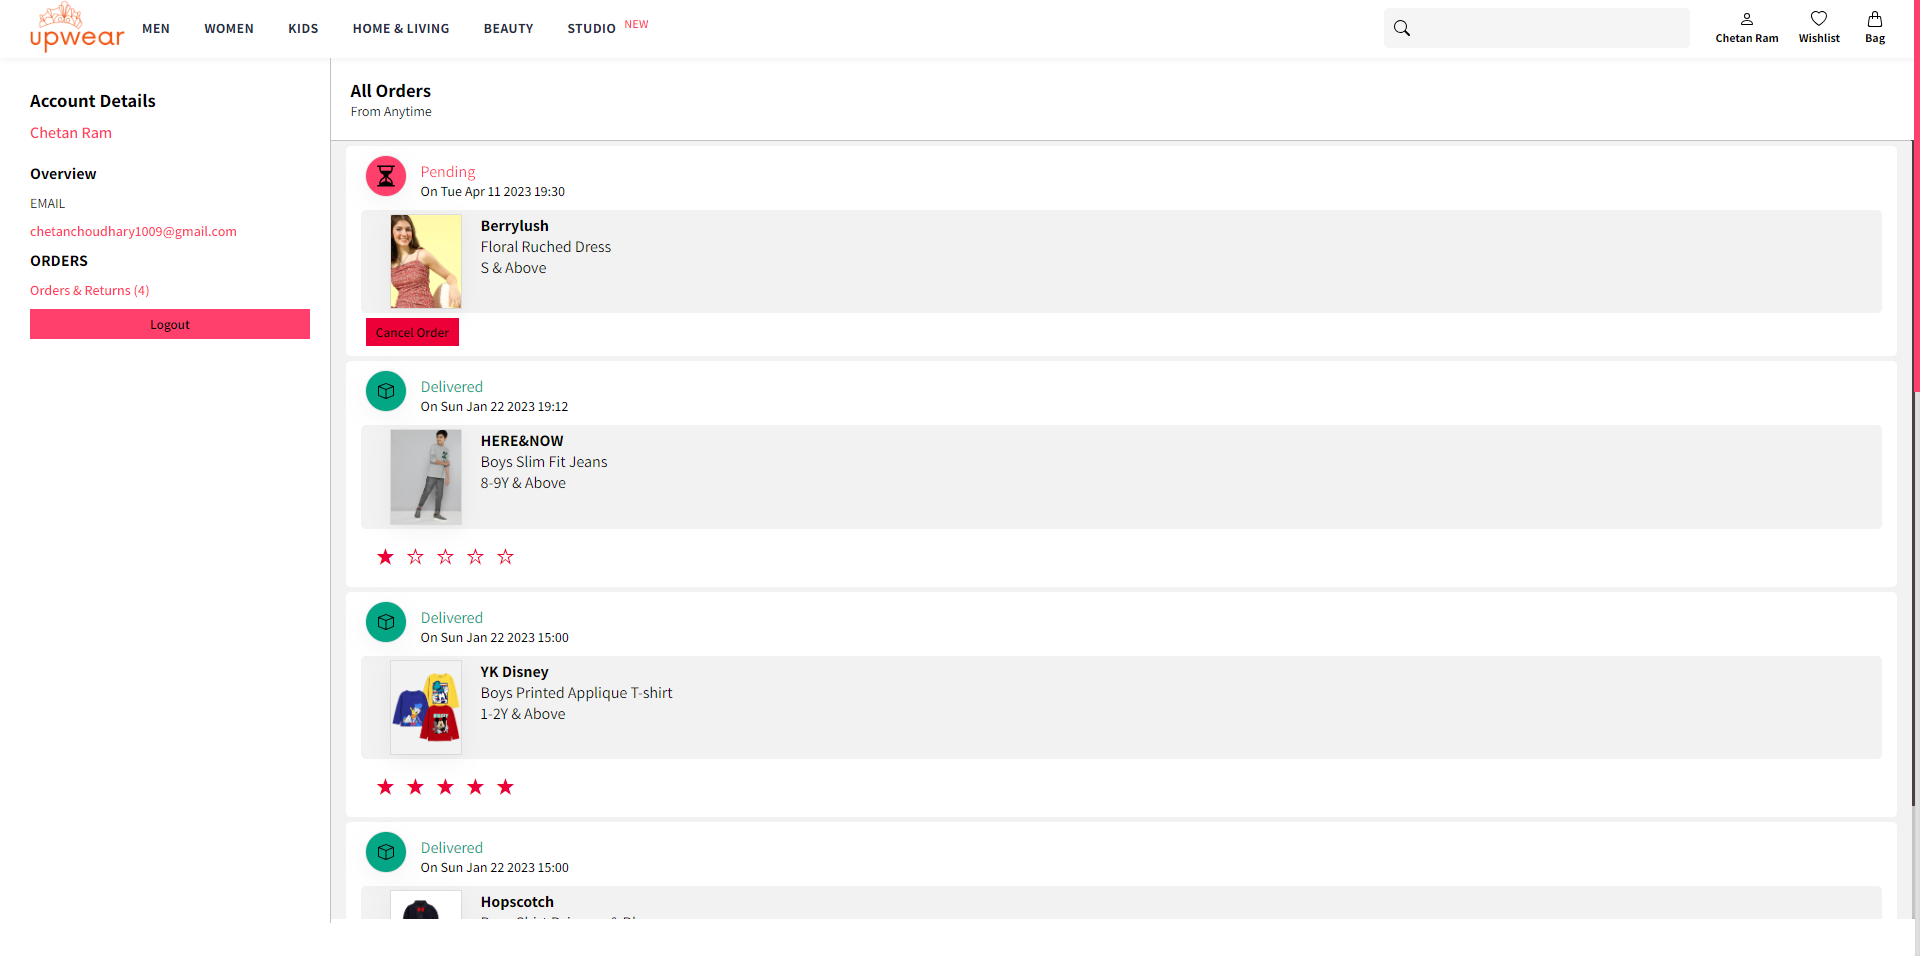 upwear
MEN
WOMEN
KIDS
HOME & LIVING
BEAUTY
STUDIO
NEW
Chetan Ram
Wishlist
Bag
Account Details
Chetan Ram
Overview
EMAIL
chetanchoudhary1009@gmail.com
ORDERS
Orders & Returns (4)
Logout
All Orders
From Anytime
Pending
On Tue Apr 11 2023 19:30
Berrylush
Floral Ruched Dress
S & Above
Cancel Order
Delivered
On Sun Jan 22 2023 19:12
HERE&NOW
Boys Slim Fit Jeans
8-9Y & Above
Delivered
On Sun Jan 22 2023 15:00
YK Disney
Boys Printed Applique T-shirt
1-2Y & Above
Delivered
On Sun Jan 22 2023 15:00
Hopscotch